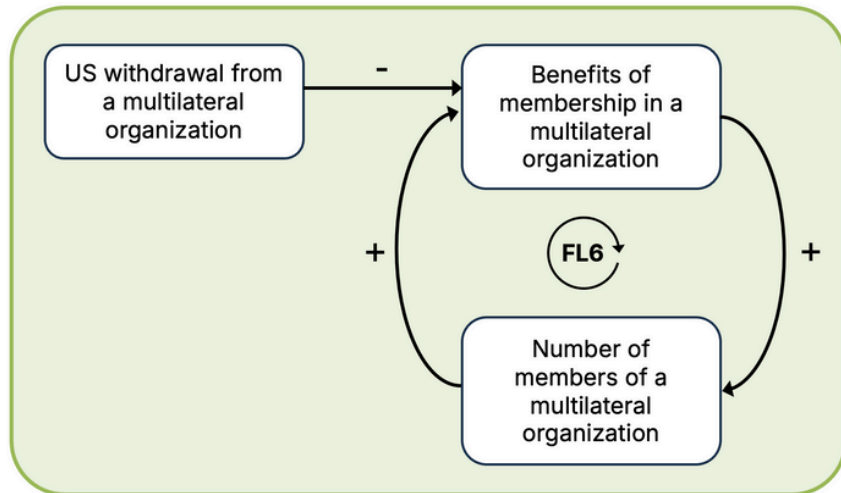 US withdrawal from
a multilateral
organization
-
Benefits of
membership in a
multilateral
organization
+
FL6
+
Number of
members of a
multilateral
organization